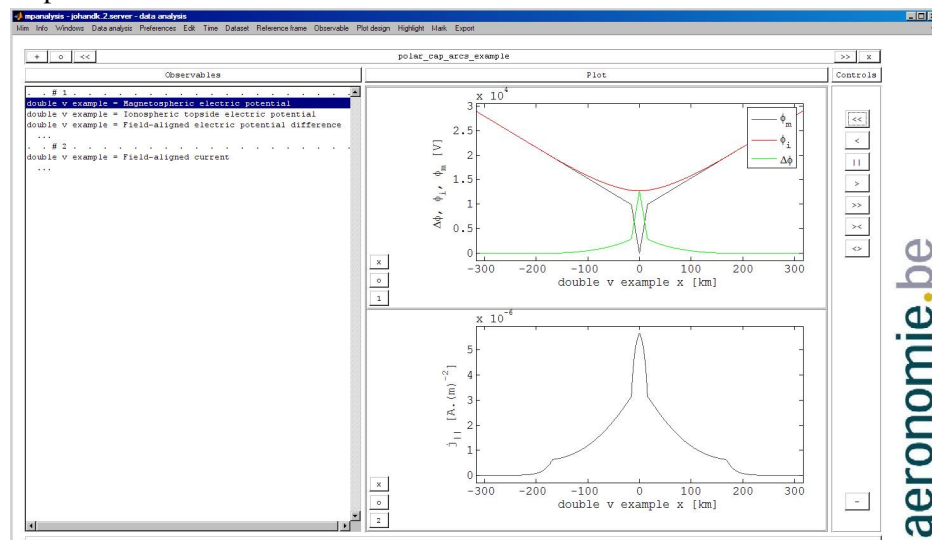 mpanalysis - johandk.2.server - data analysis
Mim Info Windows Data analysis Preferences Edit Time Dataset Reference frame Observable Plot design Highlight Mark Export
+ o << polar_cap_arcs_example >> x
Observables Plot Controls
. . # 1 . . . . . . . . . . . . . . . . .
double v example = Magnetospheric electric potential
double v example = Ionospheric topside electric potential
double v example = Field-aligned electric potential difference
...
. . # 2 . . . . . . . . . . . . . . . . .
double v example = Field-aligned current
...
x 10^4
3
2.5
2
1.5
1
0.5
0
Δϕ, ϕ_i, ϕ_m [V]
ϕ_m
ϕ_i
Δϕ
-300 -200 -100 0 100 200 300
double v example x [km]
x
o
1
x 10^-6
5
4
3
2
1
0
j_|| [A.(m)^-2]
-300 -200 -100 0 100 200 300
double v example x [km]
x
o
2
<<
<
||
>
>>
><
<>
-
aeronomie.be